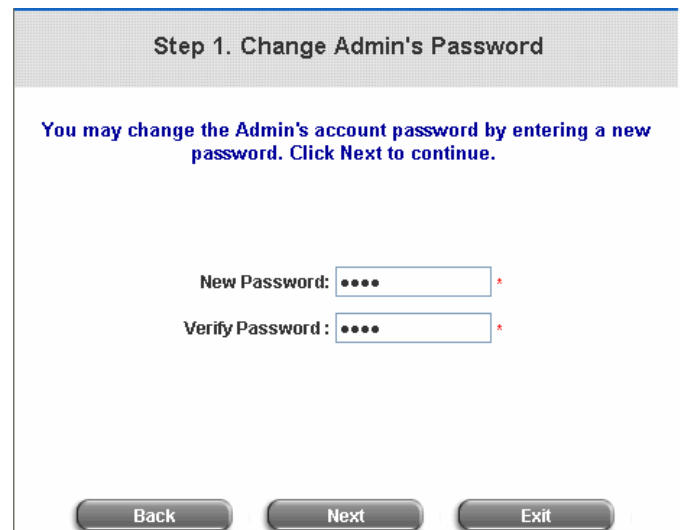 Step 1. Change Admin's Password
You may change the Admin's account password by entering a new
password. Click Next to continue.
New Password: •••• *
Verify Password : •••• *
Back Next Exit